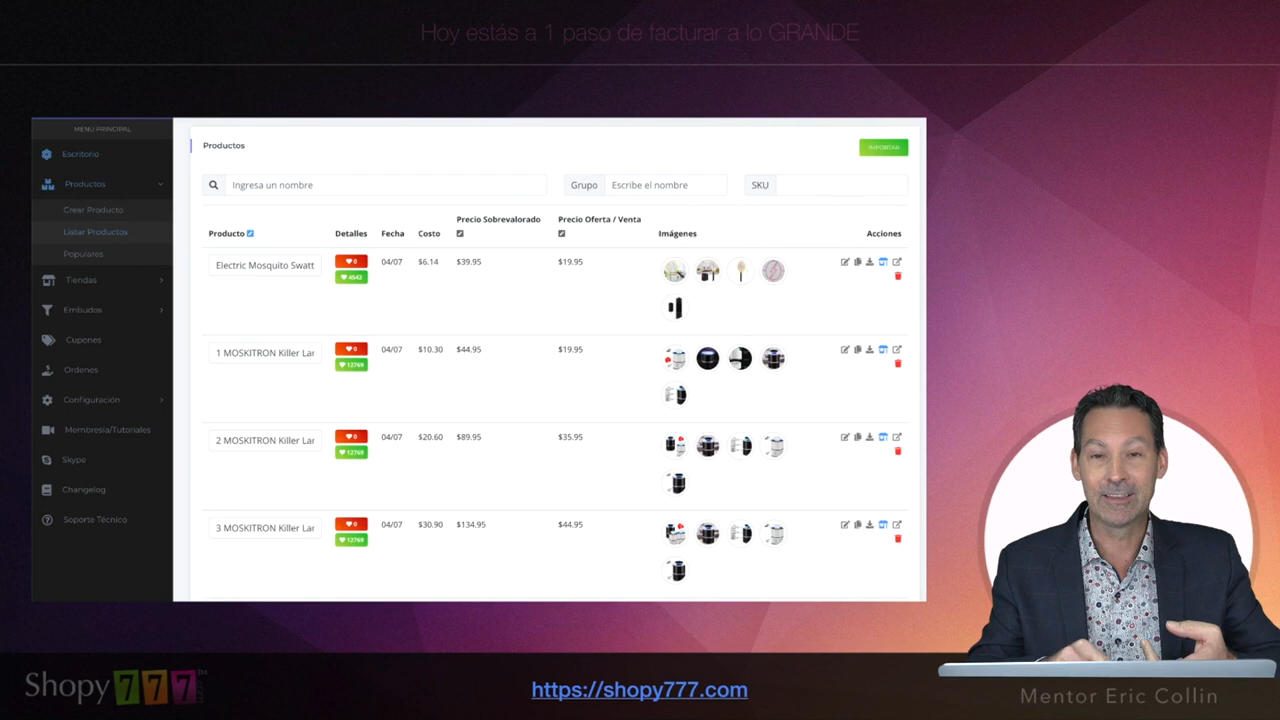 Hoy estás a 1 paso de facturar a lo GRANDE
MENU PRINCIPAL
Escritorio
Productos
Crear Producto
Listar Productos
Populares
Tiendas
Embudos
Cupones
Ordenes
Configuración
Membresía/Tutoriales
Skype
Changelog
Soporte Técnico
Productos
IMPORTAR
Ingresa un nombre
Grupo
Escribe el nombre
SKU
Producto
Detalles
Fecha
Costo
Precio Sobrevalorado
Precio Oferta / Venta
Imágenes
Acciones
Electric Mosquito Swatt
0
4542
04/07
$6.14
$39.95
$19.95
1 MOSKITRON Killer Lar
0
12769
04/07
$10.30
$44.95
$19.95
2 MOSKITRON Killer Lar
0
12769
04/07
$20.60
$89.95
$35.95
3 MOSKITRON Killer Lar
0
12769
04/07
$30.90
$134.95
$44.95
Shopy777™
https://shopy777.com
Mentor Eric Collin